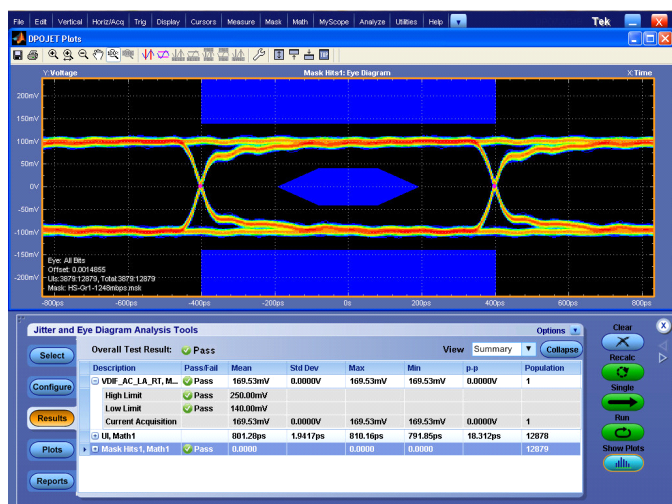 File Edit Vertical Horiz/Acq Trig Display Cursors Measure Mask Math MyScope Analyze Utilities Help Tek
DPOJET Plots
Y:Voltage Mask Hits1: Eye Diagram X:Time
200mV
150mV
100mV
50mV
0V
-50mV
-100mV
-150mV
-200mV
Eye: All Bits
Offset: 0.0014855
UIs:3879:12879, Total:3879:12879
Mask: HS-Gr1-1248mbps.msk
-800ps -600ps -400ps -200ps 0s 200ps 400ps 600ps 800ps
Jitter and Eye Diagram Analysis Tools Options Clear X
Select Overall Test Result: Pass View Summary Collapse
Recalc
Description Pass/Fail Mean Std Dev Max Min p-p Population
VDIF_AC_LA_RT, M... Pass 169.53mV 0.0000V 169.53mV 169.53mV 0.0000V 1
Configure High Limit Pass 250.00mV Single
Low Limit Pass 140.00mV
Results Current Acquisition 169.53mV 0.0000V 169.53mV 169.53mV 0.0000V 1 Run
UI, Math1 801.28ps 1.9417ps 810.16ps 791.85ps 18.312ps 12878
Plots Mask Hits1, Math1 Pass 0.0000 0.0000 0.0000 12879 Show Plots
Reports